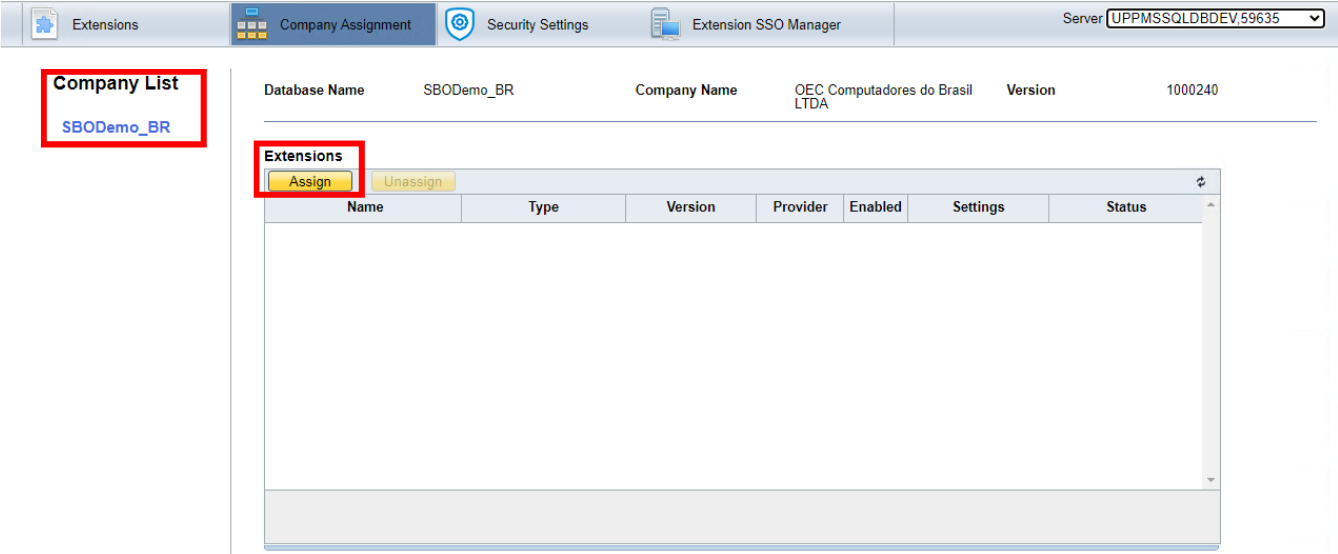 Extensions
Company Assignment
Security Settings
Extension SSO Manager
Server UPPMSSQLDBDEV,59635
Company List
SBODemo_BR
Database Name SBODemo_BR Company Name OEC Computadores do Brasil Version 1000240
LTDA
Extensions
Assign Unassign
Name Type Version Provider Enabled Settings Status